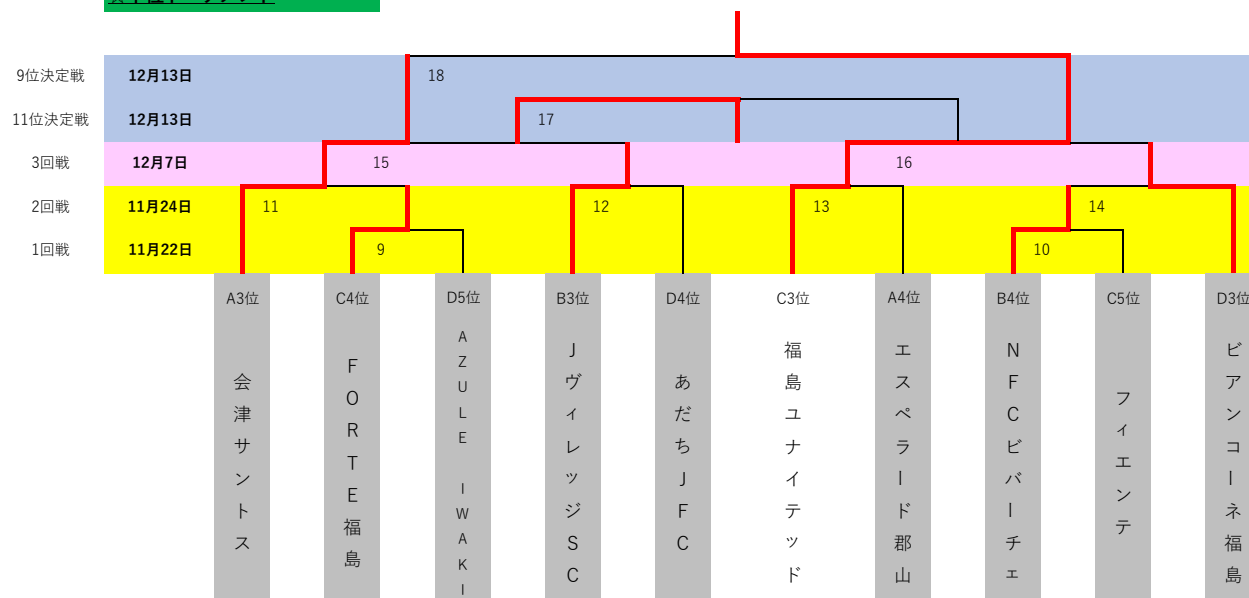 9位決定戦 12月13日 18
11位決定戦 12月13日 17
3回戦 12月7日 15 16
2回戦 11月24日 11 12 13 14
1回戦 11月22日 9 10
A3位 C4位 D5位 B3位 D4位 C3位 A4位 B4位 C5位 D3位
会津サントス
FORTE福島
AZULE IWAKI
JヴィレッジSC
あだちJFC
福島ユナイテッド
エスペラード郡山
NFCビバーチェ
フィエンテ
ビアンコーネ福島